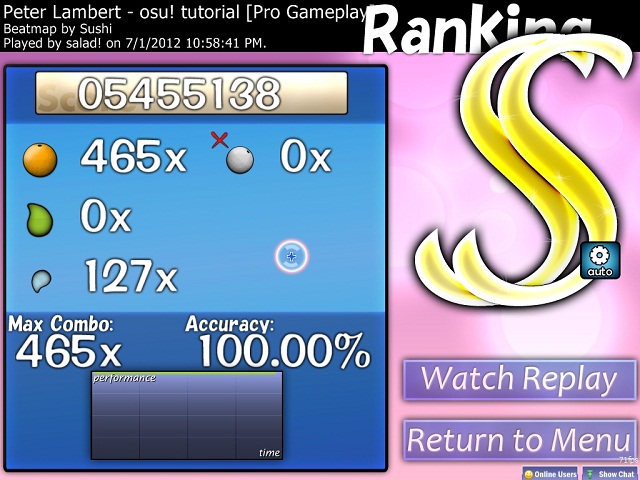 Peter Lambert - osu! tutorial [Pro Gameplay]
Beatmap by Sushi
Played by salad! on 7/1/2012 10:58:41 PM.
Ranking
S
Score
05455138
465x 0x
0x
127x
Max Combo: Accuracy:
465x 100.00%
performance
time
auto
Watch Replay
Return to Menu
Online Users Show Chat